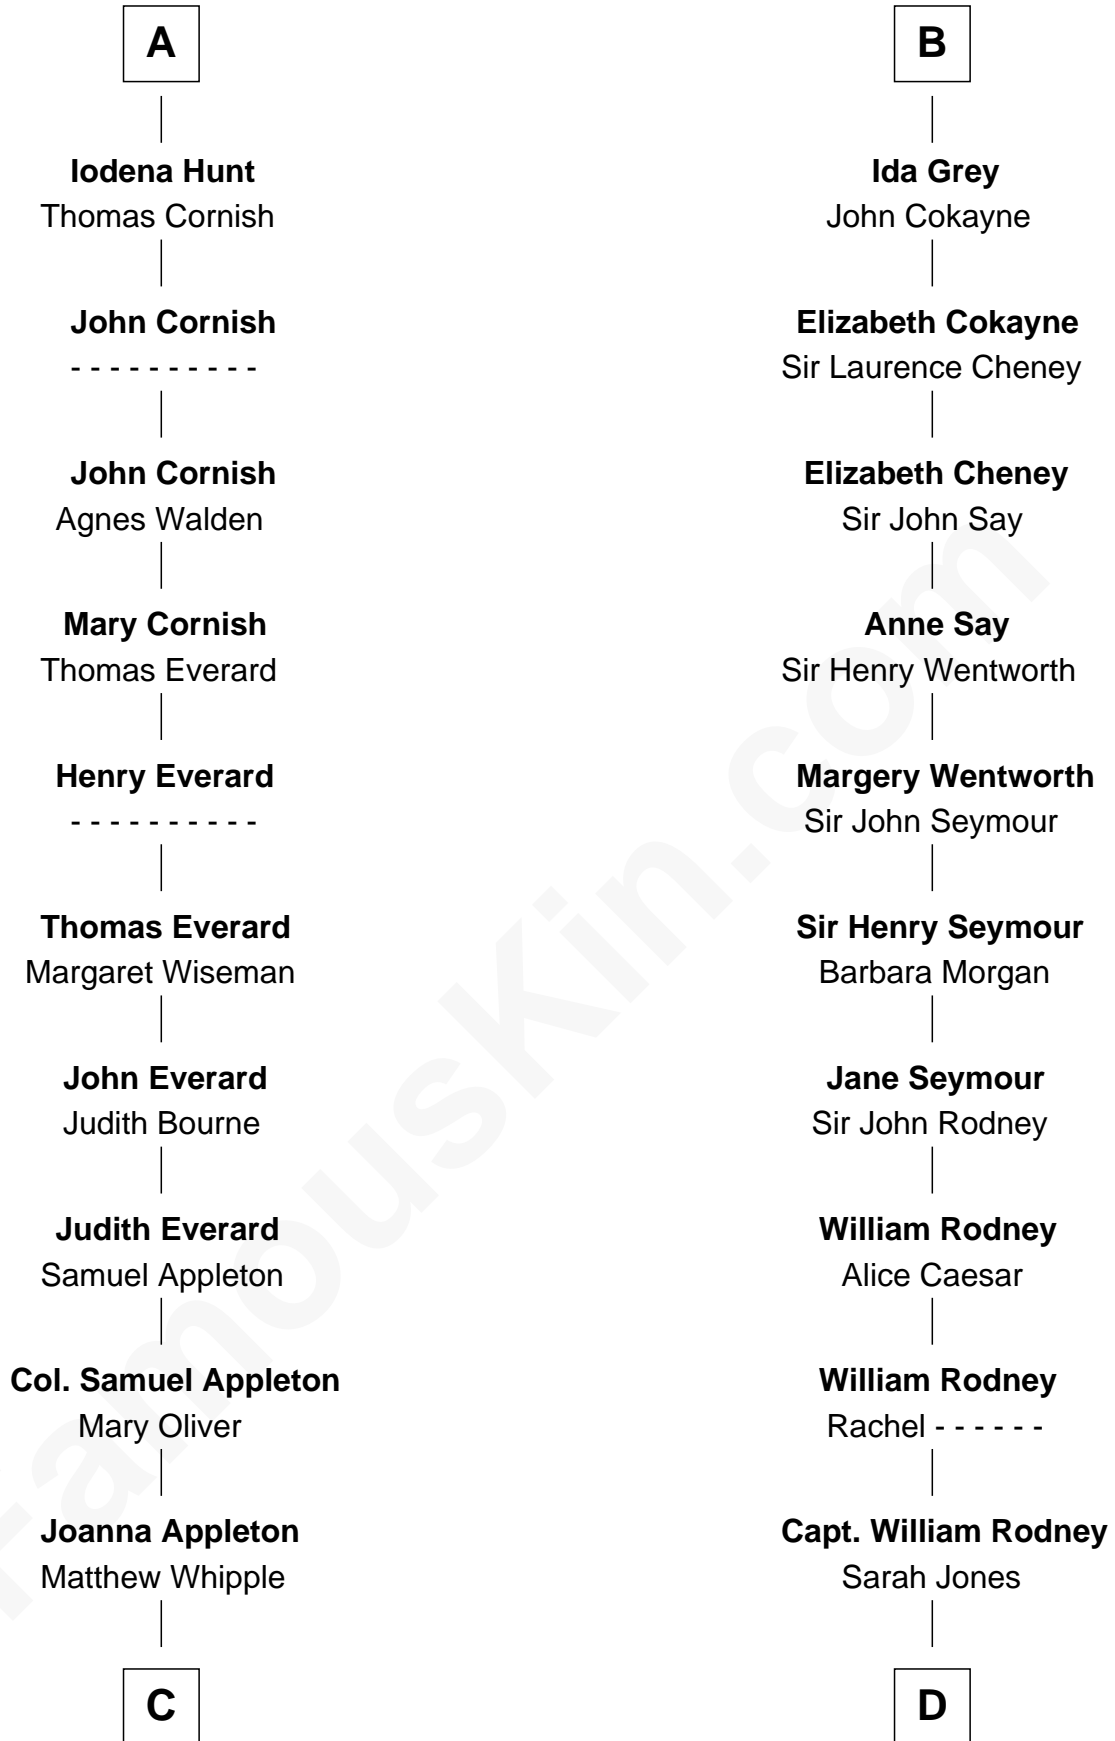 A
Iodena Hunt
Thomas Cornish
John Cornish
- - - - - - - - - -
John Cornish
Agnes Walden
Mary Cornish
Thomas Everard
Henry Everard
- - - - - - - - - -
Thomas Everard
Margaret Wiseman
John Everard
Judith Bourne
Judith Everard
Samuel Appleton
Col. Samuel Appleton
Mary Oliver
Joanna Appleton
Matthew Whipple
C
B
Ida Grey
John Cokayne
Elizabeth Cokayne
Sir Laurence Cheney
Elizabeth Cheney
Sir John Say
Anne Say
Sir Henry Wentworth
Margery Wentworth
Sir John Seymour
Sir Henry Seymour
Barbara Morgan
Jane Seymour
Sir John Rodney
William Rodney
Alice Caesar
William Rodney
Rachel - - - - - -
Capt. William Rodney
Sarah Jones
D
FamousKin.com